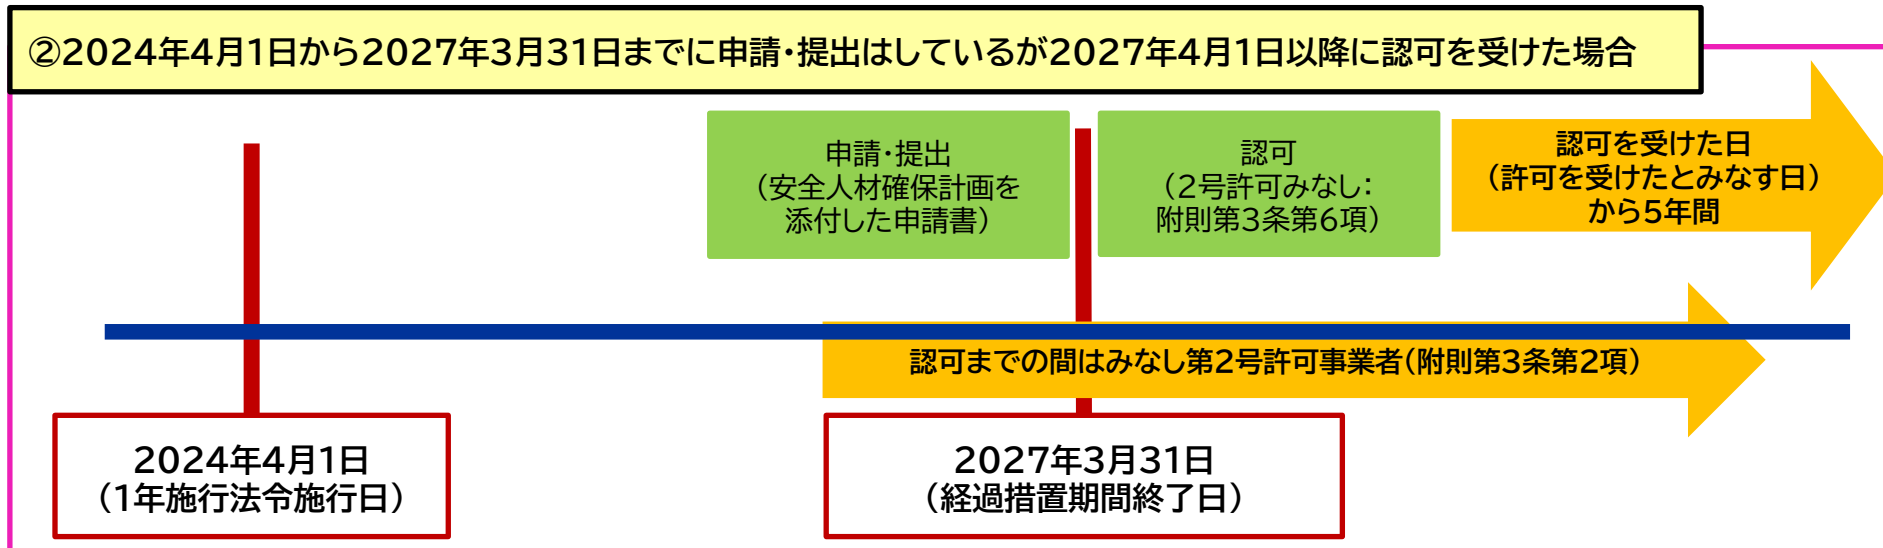 ②2024年4月1日から2027年3月31日までに申請・提出はしているが2027年4月1日以降に認可を受けた場合
申請・提出
（安全人材確保計画を
添付した申請書）
認可
（2号許可みなし：
附則第3条第6項）
認可を受けた日
（許可を受けたとみなす日）
から5年間
認可までの間はみなし第2号許可事業者（附則第3条第2項）
2024年4月1日
（1年施行法令施行日）
2027年3月31日
（経過措置期間終了日）